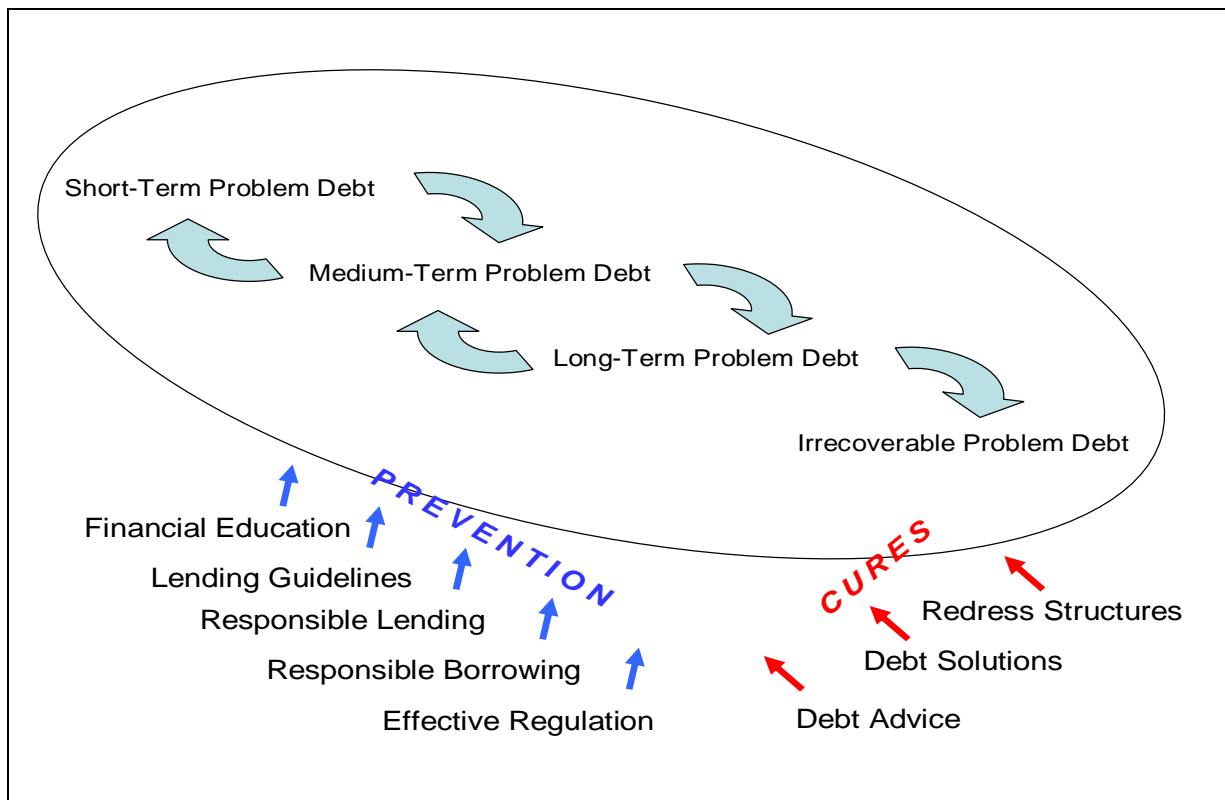 Short-Term Problem Debt
Medium-Term Problem Debt
Long-Term Problem Debt
Irrecoverable Problem Debt
PREVENTION
Financial Education
Lending Guidelines
Responsible Lending
Responsible Borrowing
Effective Regulation
CURES
Redress Structures
Debt Solutions
Debt Advice